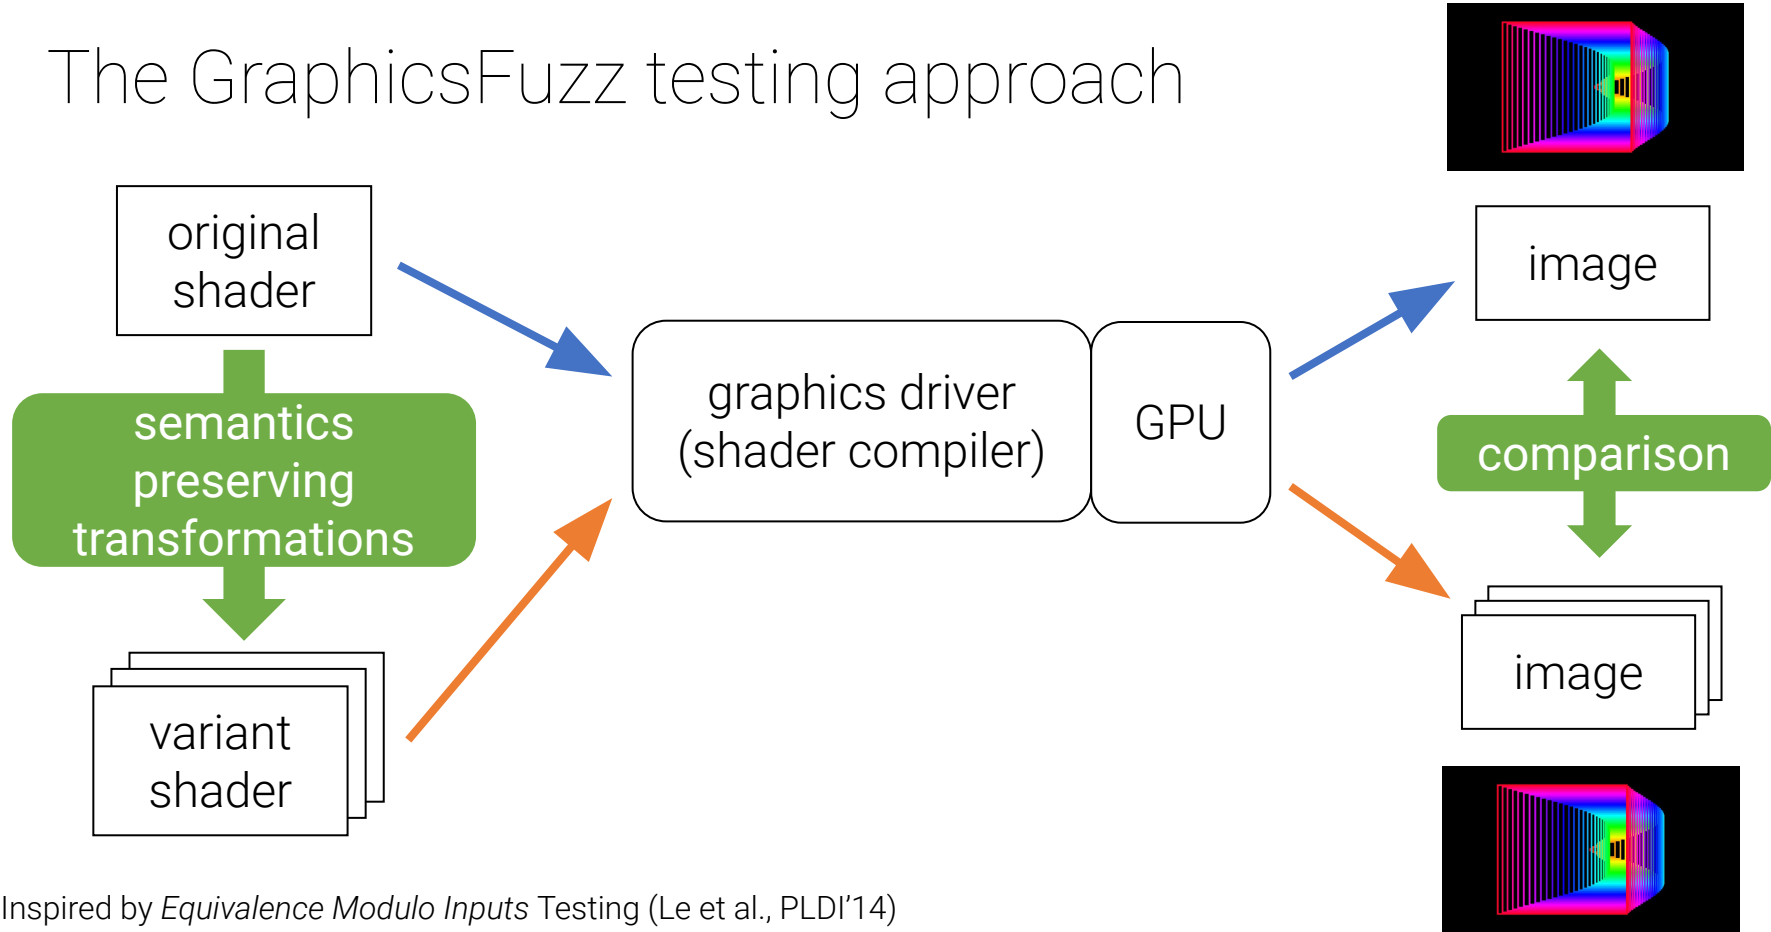 The GraphicsFuzz testing approach
original
shader
semantics
preserving
transformations
variant
shader
graphics driver
(shader compiler)
GPU
image
comparison
image
Inspired by Equivalence Modulo Inputs Testing (Le et al., PLDI’14)